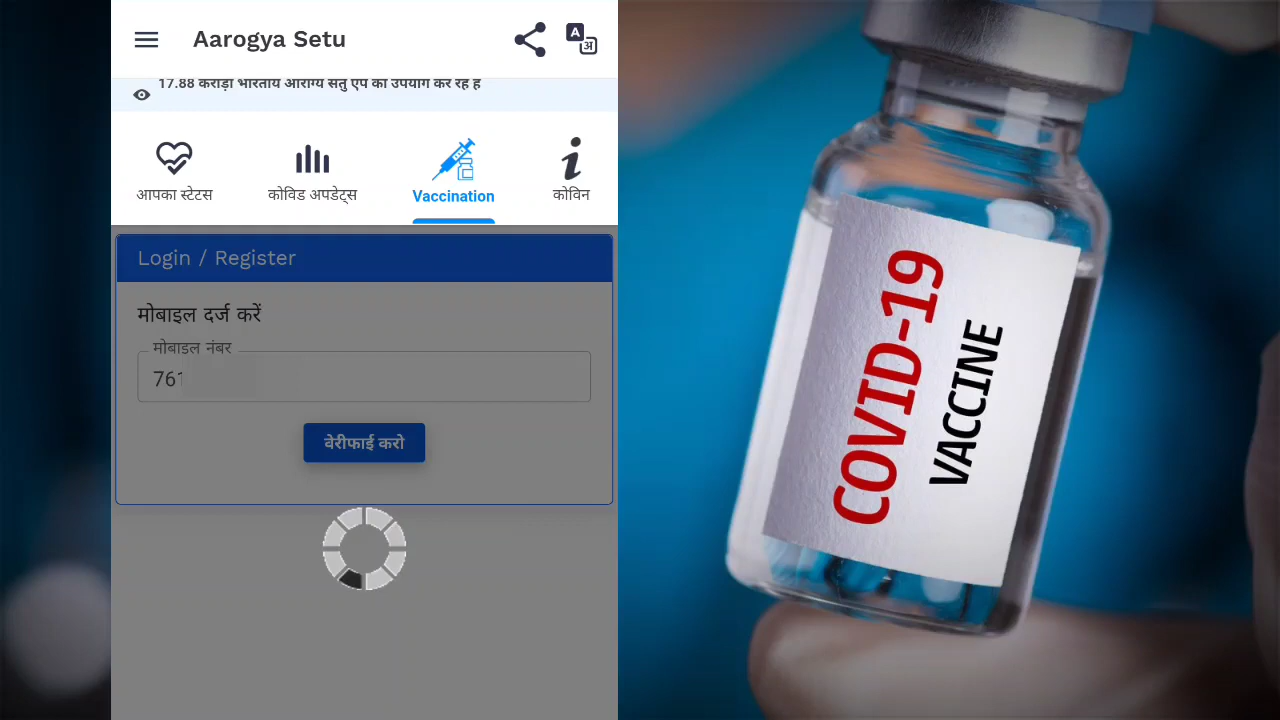 Aarogya Setu
17.88 करोड़ भारतीय आरोग्य सेतु ऐप का उपयोग कर रहे हैं
आपका स्टेटस
कोविड अपडेट्स
Vaccination
कोविन
Login / Register
मोबाइल दर्ज करें
मोबाइल नंबर
761
वेरीफाई करो
COVID-19
VACCINE